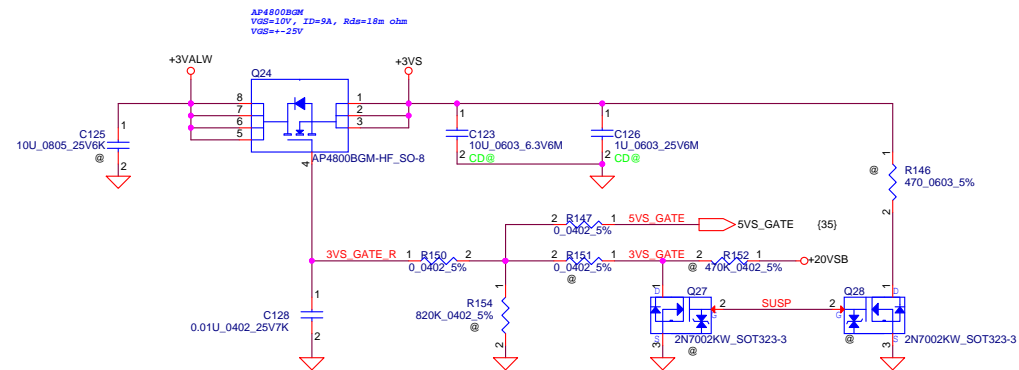 AP4800BGM
VGS=10V, ID=9A, Rds=18m ohm
VGS=+-25V
+3VALW
Q24
+3VS
8
7
6
5
1
2
3
4
AP4800BGM-HF_SO-8
1
C125
10U_0805_25V6K
@
2
1
C123
10U_0603_6.3V6M
2
CD@
1
C126
1U_0603_25V6M
2
CD@
1
@
R146
470_0603_5%
2
2
R147
1
5VS_GATE
0_0402_5%
5VS_GATE
{35}
3VS_GATE_R
1
R150
2
0_0402_5%
2
R151
1
3VS_GATE
0_0402_5%
@
2
R152
1
@
470K_0402_5%
+20VSB
1
C128
0.01U_0402_25V7K
2
1
R154
820K_0402_5%
@
2
1
D
Q27
2
G
S
3
2N7002KW_SOT323-3
@
SUSP
1
D
Q28
2
G
S
3
@
2N7002KW_SOT323-3